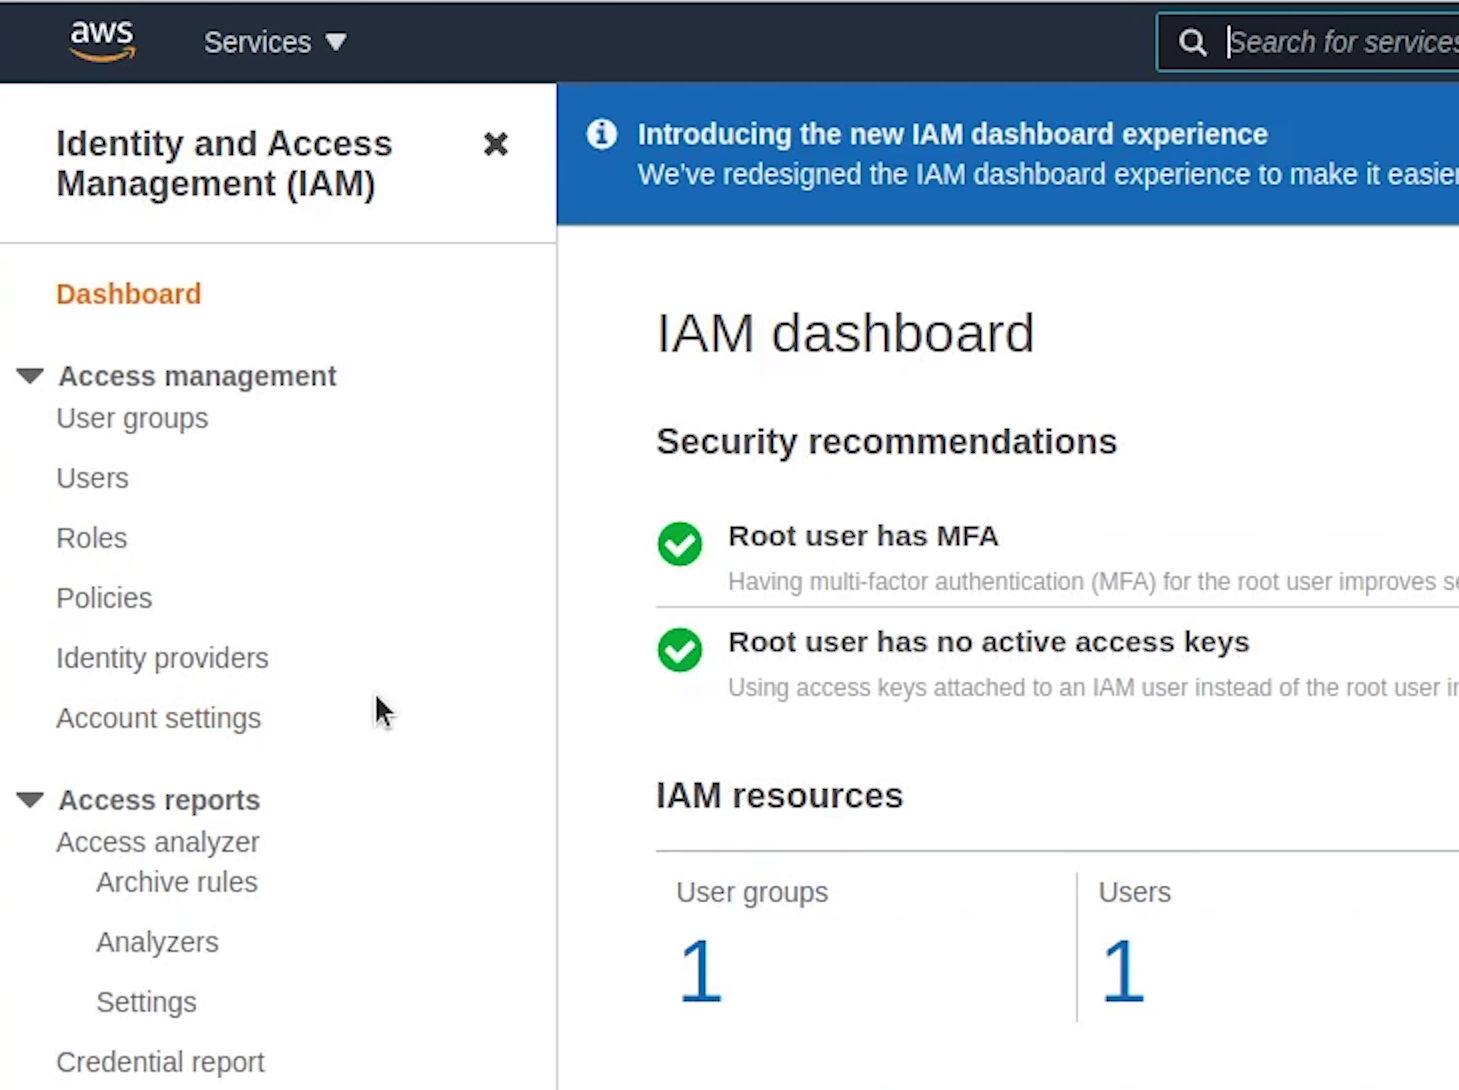 aws Services Search for services
Identity and Access
Management (IAM)
Dashboard
Access management
User groups
Users
Roles
Policies
Identity providers
Account settings
Access reports
Access analyzer
Archive rules
Analyzers
Settings
Credential report
Introducing the new IAM dashboard experience
We've redesigned the IAM dashboard experience to make it easier
IAM dashboard
Security recommendations
Root user has MFA
Having multi-factor authentication (MFA) for the root user improves
Root user has no active access keys
Using access keys attached to an IAM user instead of the root user
IAM resources
User groups
1
Users
1